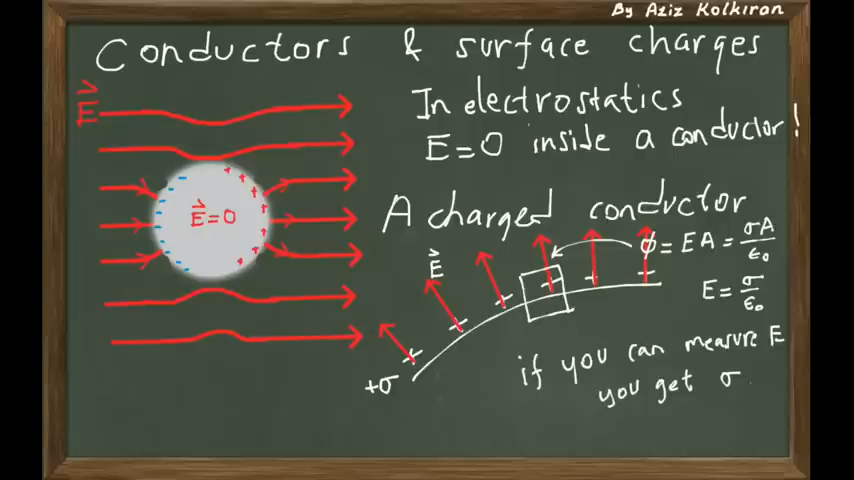 By Aziz Kolkıran
Conductors & surface charges
E⃗
In electrostatics
E=0 inside a conductor!
E⃗=0
A charged conductor
ϕ = EA = σA/ε₀
E⃗
E = σ/ε₀
+σ
if you can measure E
you get σ